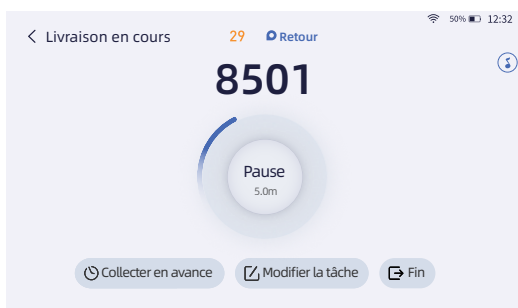 50% 12:32
Livraison en cours 29 Retour
8501
Pause
5.0m
Collecter en avance Modifier la tâche Fin